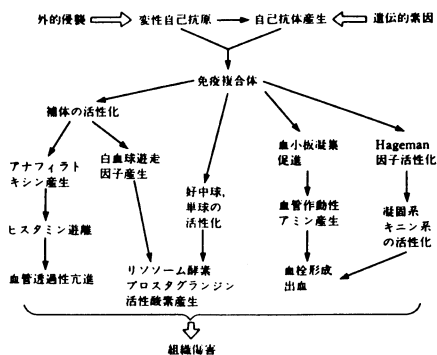 外的侵襲
変性自己抗原
自己抗体産生
遺伝的素因
免疫複合体
補体の活性化
アナフィラト
キシン産生
ヒスタミン遊離
血管透過性亢進
白血球遊走
因子産生
好中球,
単球の
活性化
リソソーム酵素
プロスタグランジン
活性酸素産生
血小板凝集
促進
血管作動性
アミン産生
血栓形成
出血
Hageman
因子活性化
凝固系
キニン系
の活性化
組織傷害